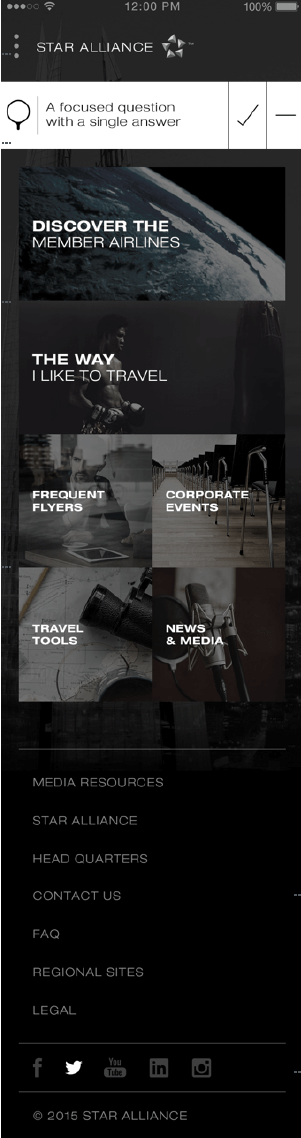 12:00 PM
100%
STAR ALLIANCE ™
A focused question
with a single answer
DISCOVER THE
MEMBER AIRLINES
THE WAY
I LIKE TO TRAVEL
FREQUENT
FLYERS
CORPORATE
EVENTS
TRAVEL
TOOLS
NEWS
& MEDIA
MEDIA RESOURCES
STAR ALLIANCE
HEAD QUARTERS
CONTACT US
FAQ
REGIONAL SITES
LEGAL
f
You
Tube
in
© 2015 STAR ALLIANCE